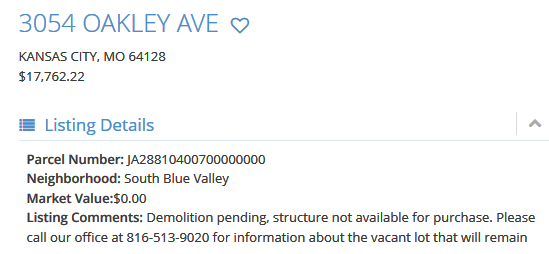 3054 OAKLEY AVE
KANSAS CITY, MO 64128
$17,762.22
Listing Details
Parcel Number: JA28810400700000000
Neighborhood: South Blue Valley
Market Value:$0.00
Listing Comments: Demolition pending, structure not available for purchase. Please
call our office at 816-513-9020 for information about the vacant lot that will remain